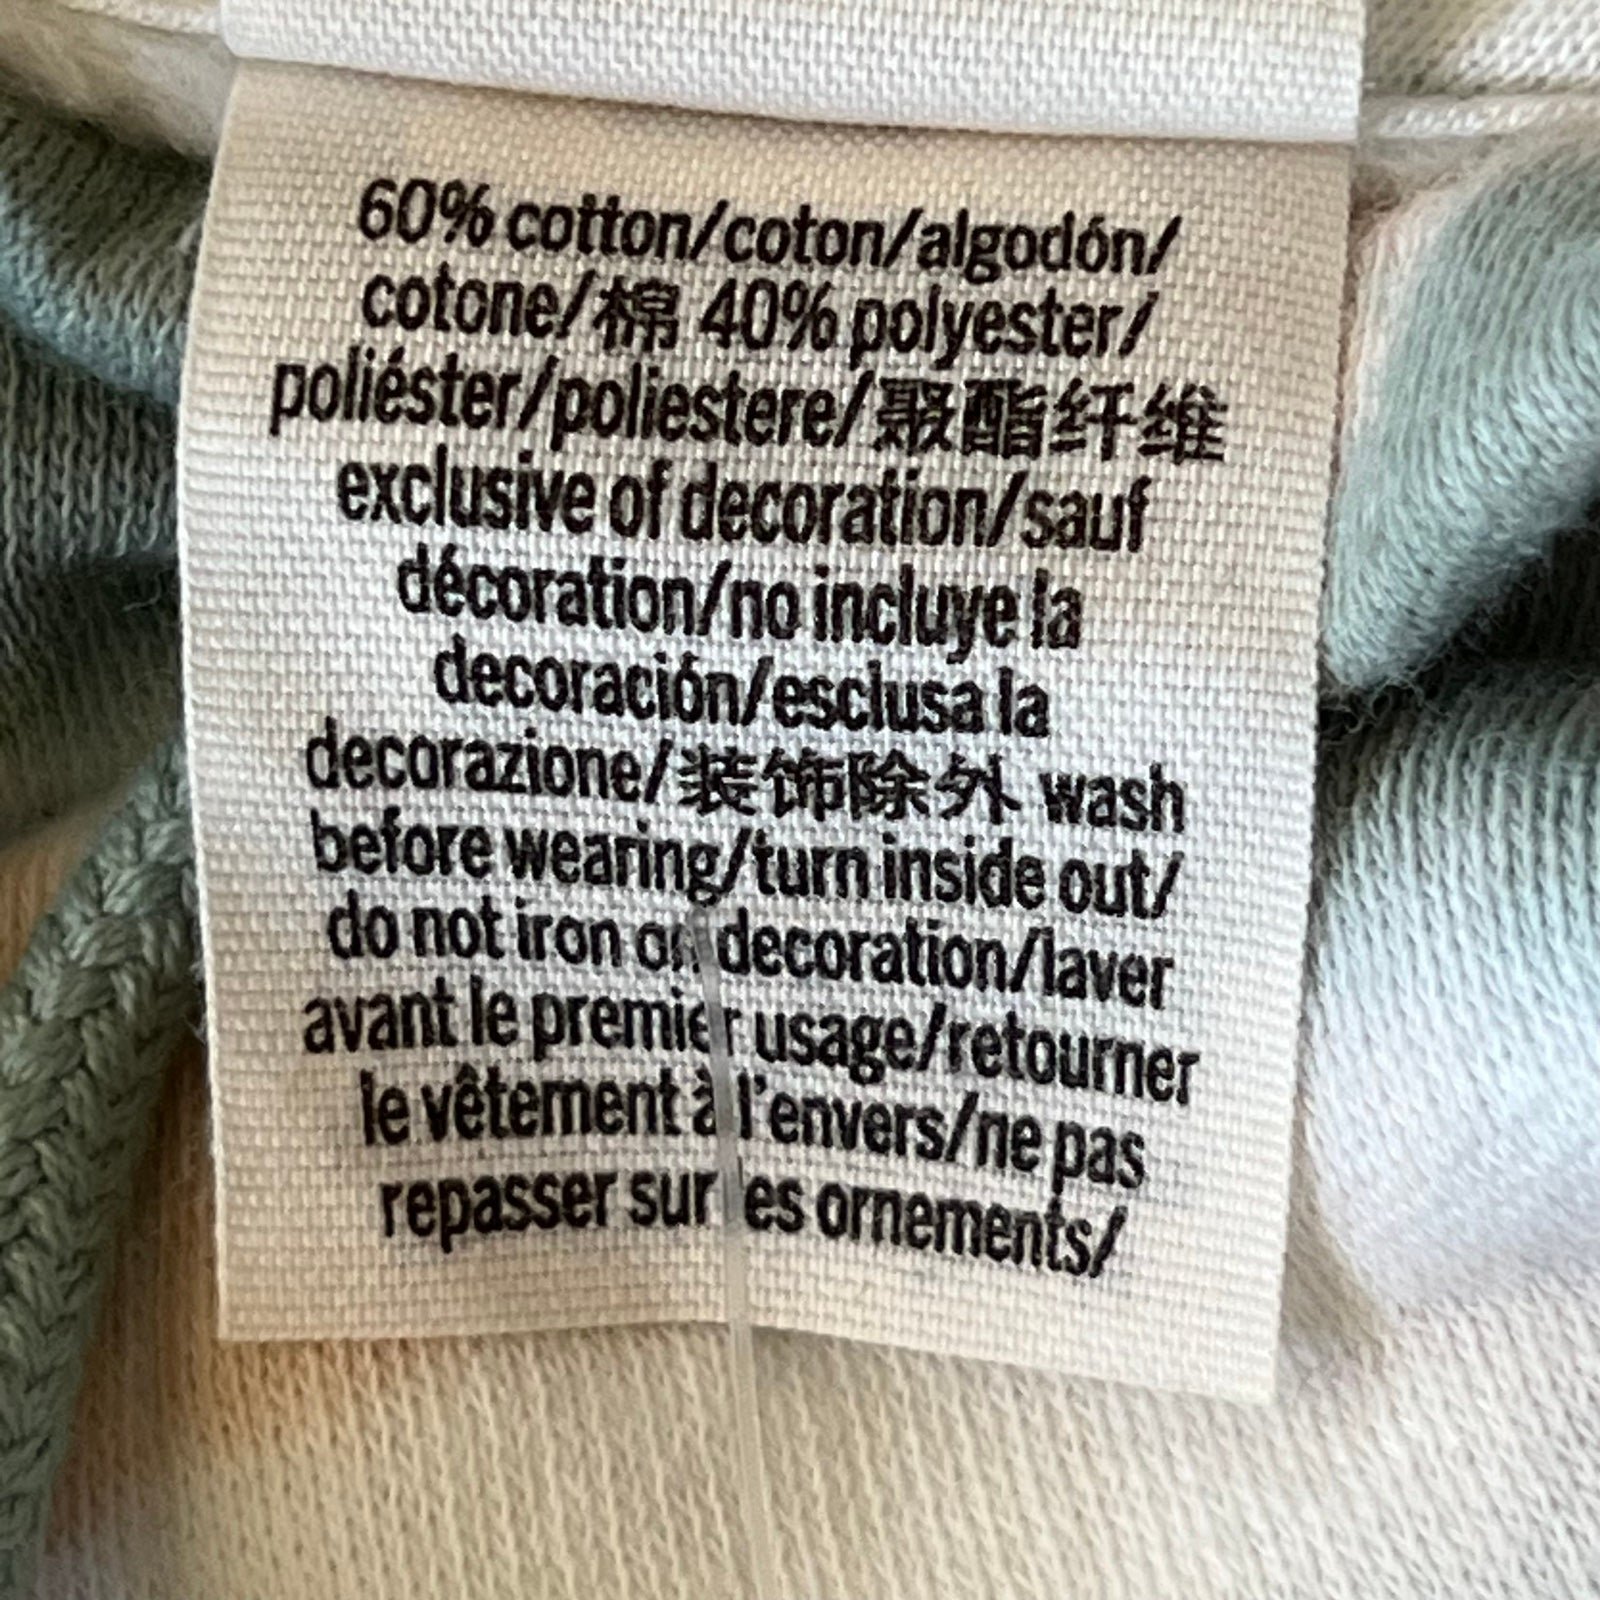 60% cotton/coton/algodón/
cotone/棉 40% polyester/
poliéster/poliestere/聚酯纤维
exclusive of decoration/sauf
décoration/no incluye la
decoración/esclusa la
decorazione/装饰除外 wash
before wearing/turn inside out/
do not iron on decoration/laver
avant le premier usage/retourner
le vêtement à l'envers/ne pas
repasser sur les ornements/